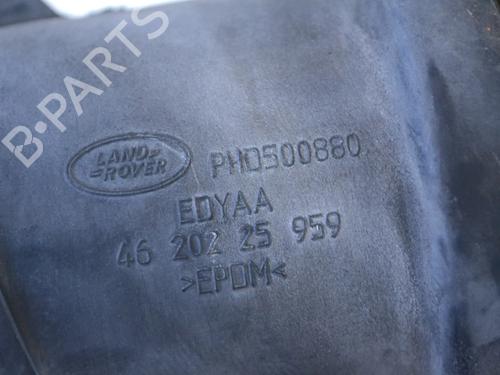 B-PARTS
LAND=
=ROVER PHD500880
EDYAA
46 202 25 959
>EPDM<